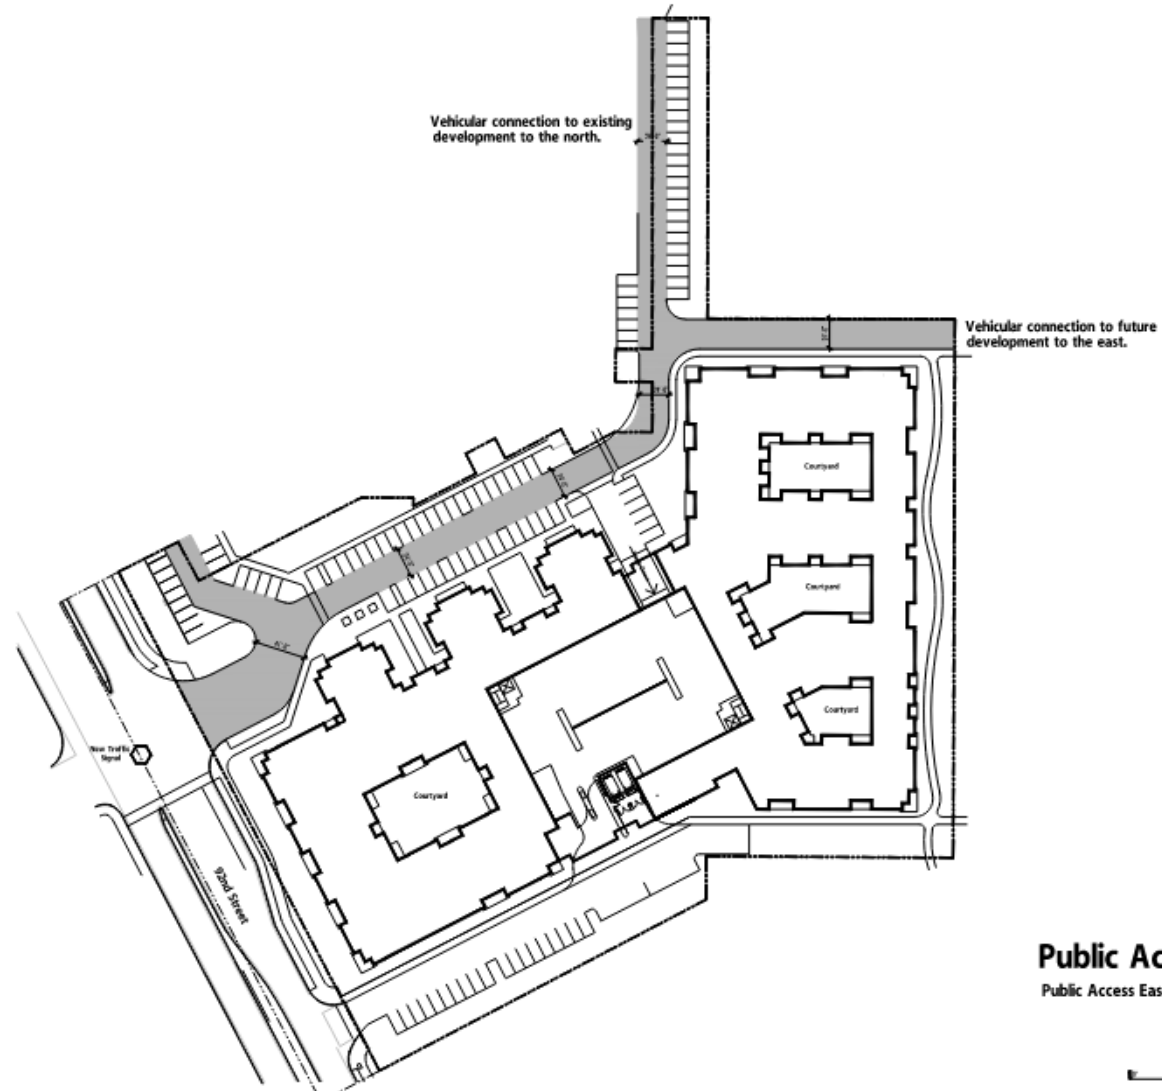 Vehicular connection to existing
development to the north.
Vehicular connection to future
development to the east.
Courtyard
Courtyard
Courtyard
New Traffic
Signal
Courtyard
92nd Street
Public Ac
Public Access Eas